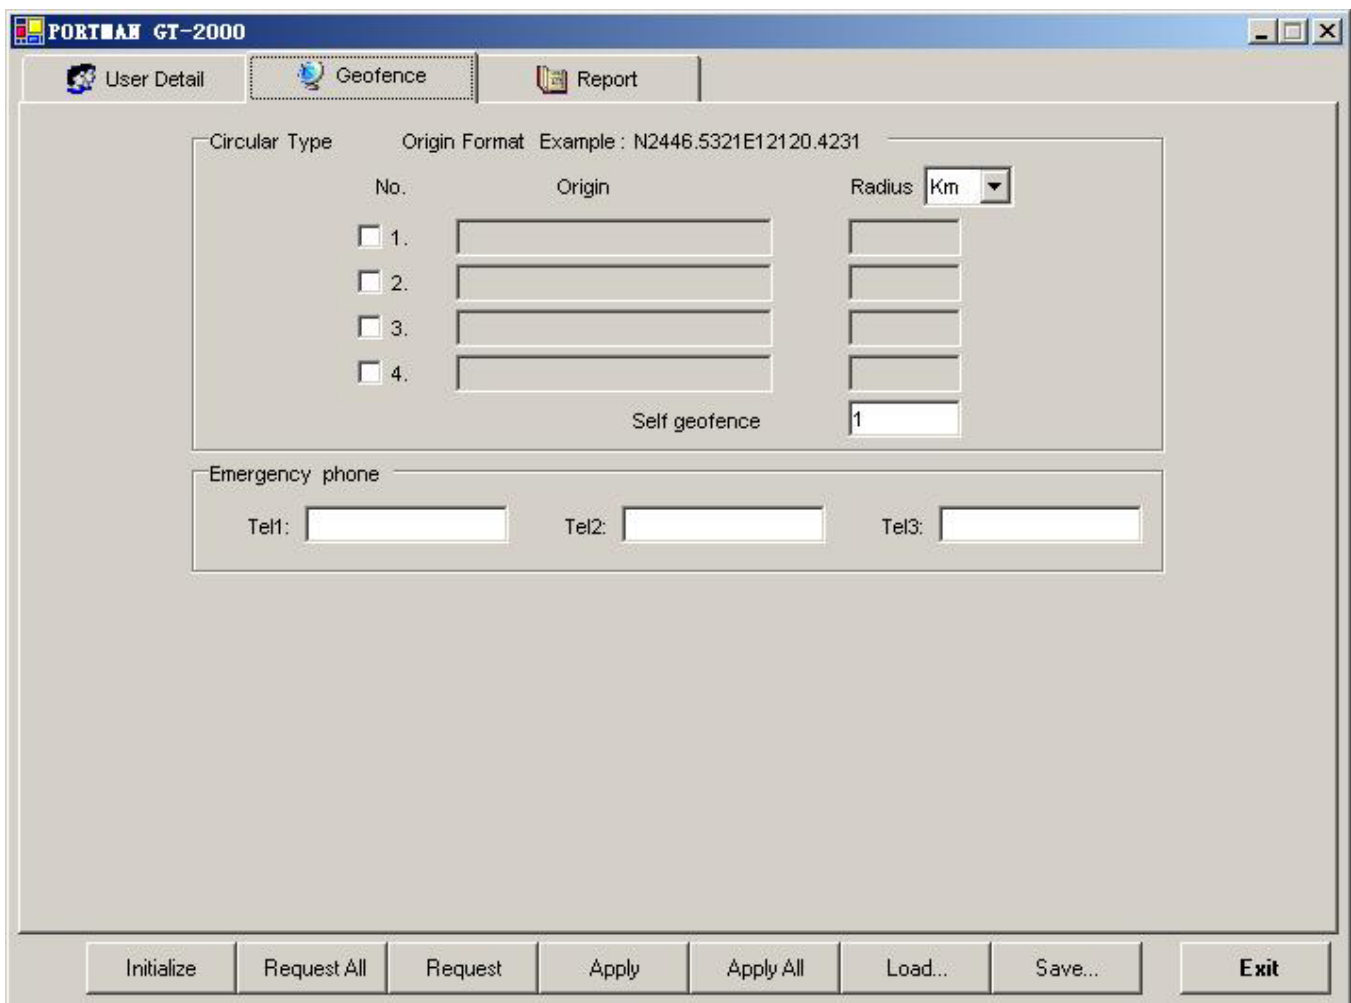 PORTMAN GT-2000
User Detail Geofence Report
Circular Type Origin Format Example : N2446.5321E12120.4231
No. Origin Radius Km
1.
2.
3.
4.
Self geofence 1
Emergency phone
Tel1: Tel2: Tel3:
Initialize Request All Request Apply Apply All Load... Save... Exit